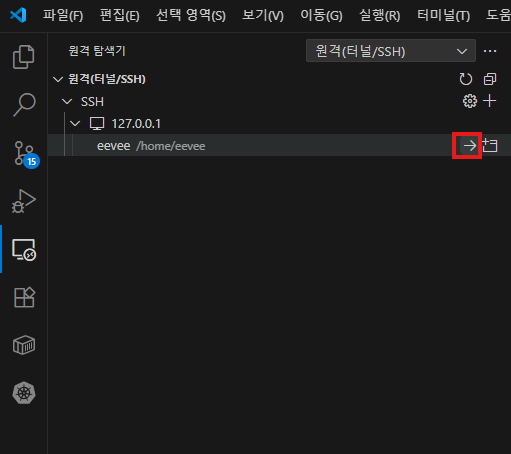 파일(F) 편집(E) 선택 영역(S) 보기(V) 이동(G) 실행(R) 터미널(T) 도움
원격 탐색기 원격(터널/SSH)
원격(터널/SSH)
SSH
127.0.0.1
eevee /home/eevee
15